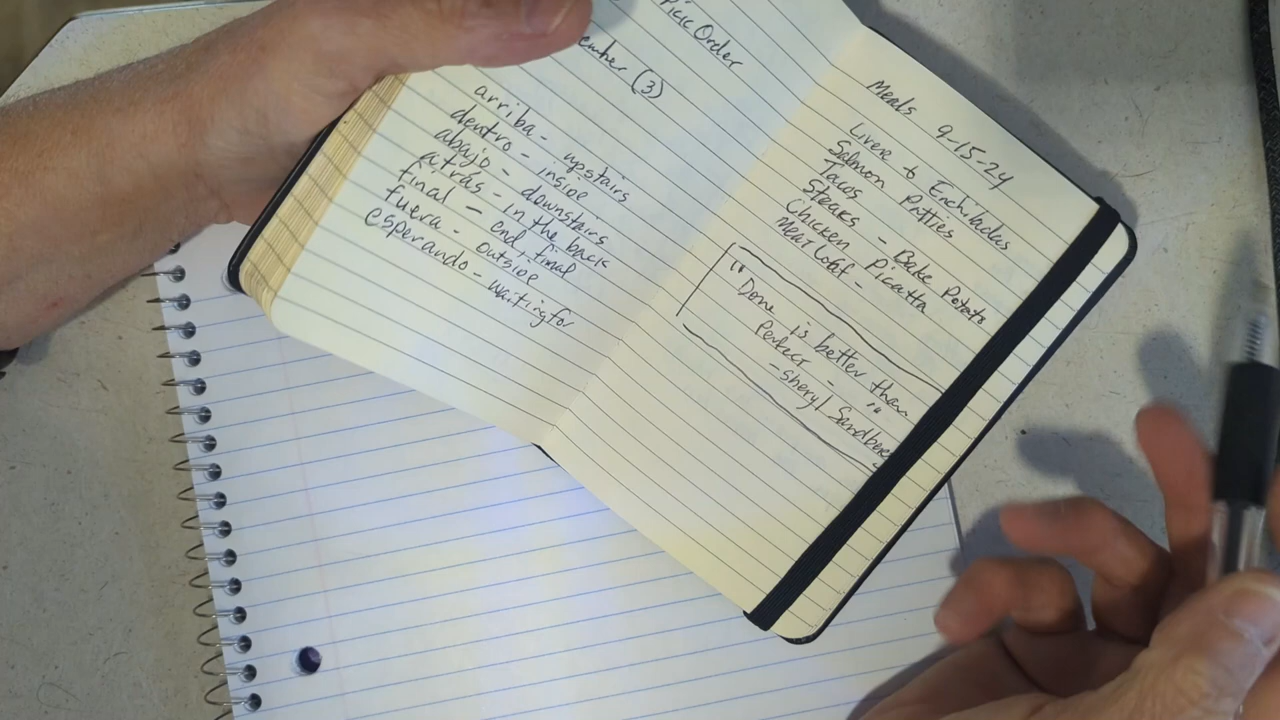 Pic Order
ember (3)
arriba - upstairs
dentro - inside
abajo - downstairs
atrás - in the back
final - end, final
fuera - outside
esperando - waiting for
Meals 9-15-24
Liver & Enchiladas
Salmon Patties
Tacos
Steaks - Bake Potato
Chicken Picatta
Meat Loaf -
"Done is better than
Perfect - "
- Sheryl Sandberg